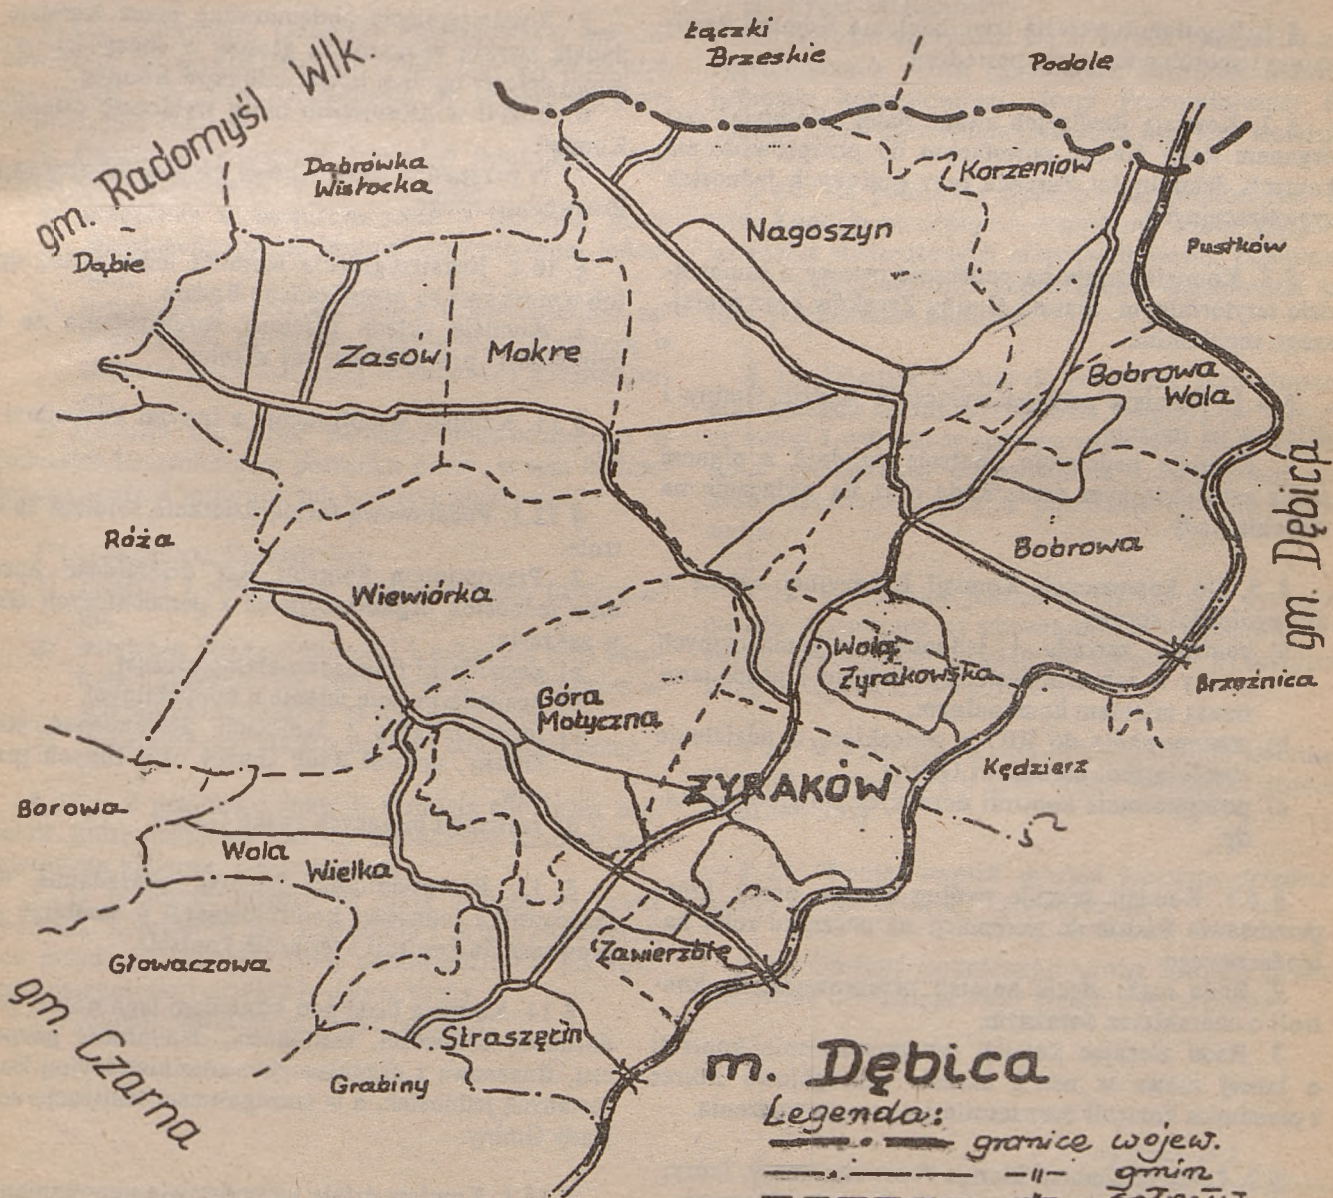 Łączki
Brzeskie
Podole
gm. Radomyśl Wlk.
Dąbrówka
Wisłocka
Korzeniów
Nagoszyn
Pustków
Dąbie
Zasów
Mokre
Bobrowa
Wola
gm. Dębica
Róża
Bobrowa
Wiewiórka
Wola
Żyrakowska
Brzeźnica
Góra
Motyczna
Kędzierz
ŻYRAKÓW
Borowa
Wola
Wielka
Zawierzbie
Głowaczowa
gm. Czarna
Straszęcin
Grabiny
m. Dębica
Legenda:
granice wojew.
-"- gmin